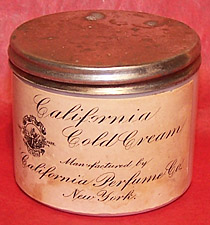 California
Cold Cream
Manufactured by
California Perfume Co.
New York.